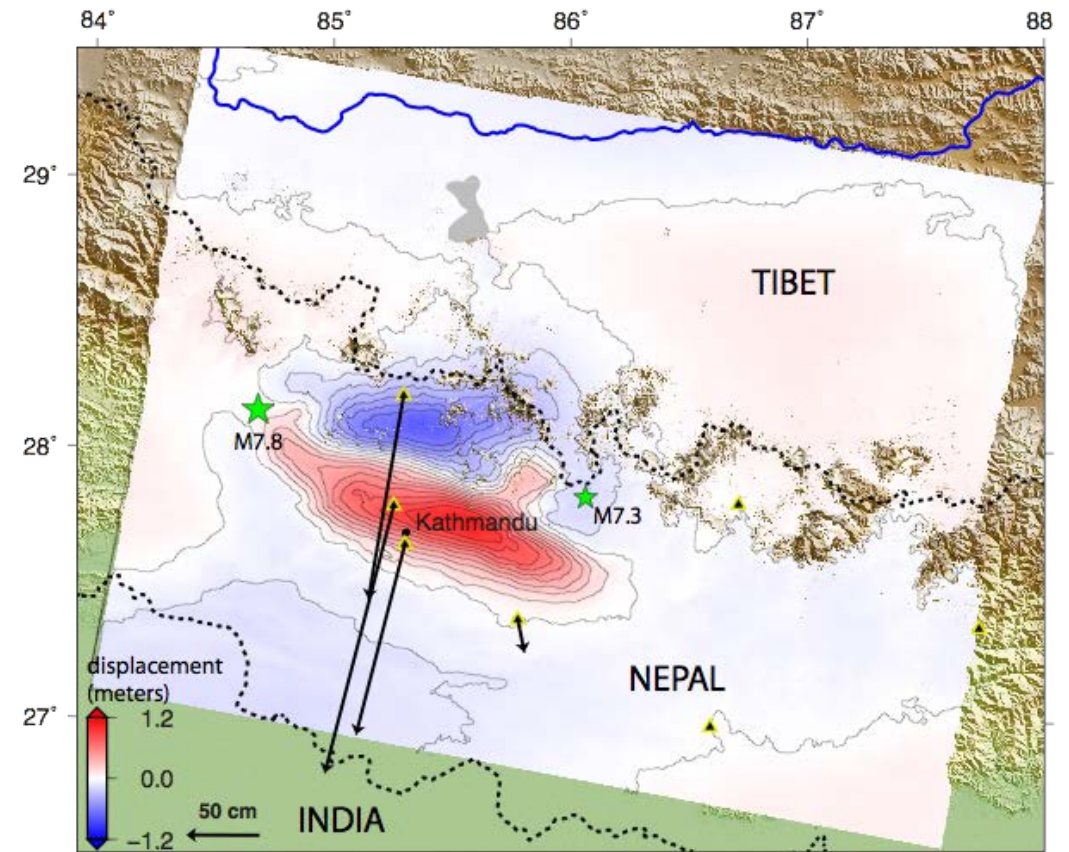 84˚ 85˚ 86˚ 87˚ 88
29˚
TIBET
28˚
M7.8
Kathmandu
M7.3
displacement
(meters)
NEPAL
27˚
1.2
0.0
50 cm
INDIA
−1.2